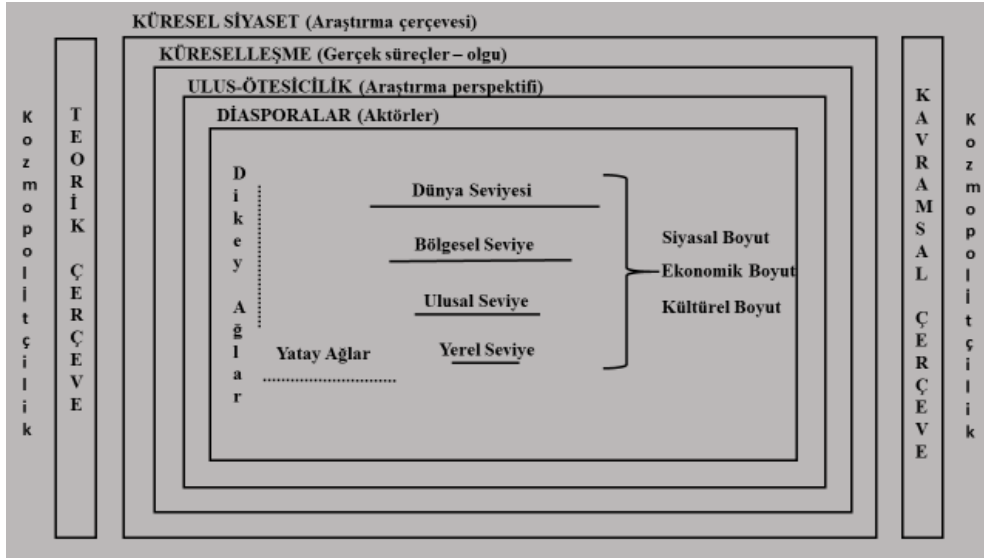 KÜRESEL SİYASET (Araştırma çerçevesi)
KÜRESELLEŞME (Gerçek süreçler – olgu)
ULUS-ÖTESİCİLİK (Araştırma perspektifi)
DİASPORALAR (Aktörler)
Kozmopolitçilik
TEORİK ÇERÇEVE
Dikey Ağlar
Dünya Seviyesi
Bölgesel Seviye
Ulusal Seviye
Yerel Seviye
Yatay Ağlar
Siyasal Boyut
Ekonomik Boyut
Kültürel Boyut
KAVRAMSAL ÇERÇEVE
Kozmopolitçilik